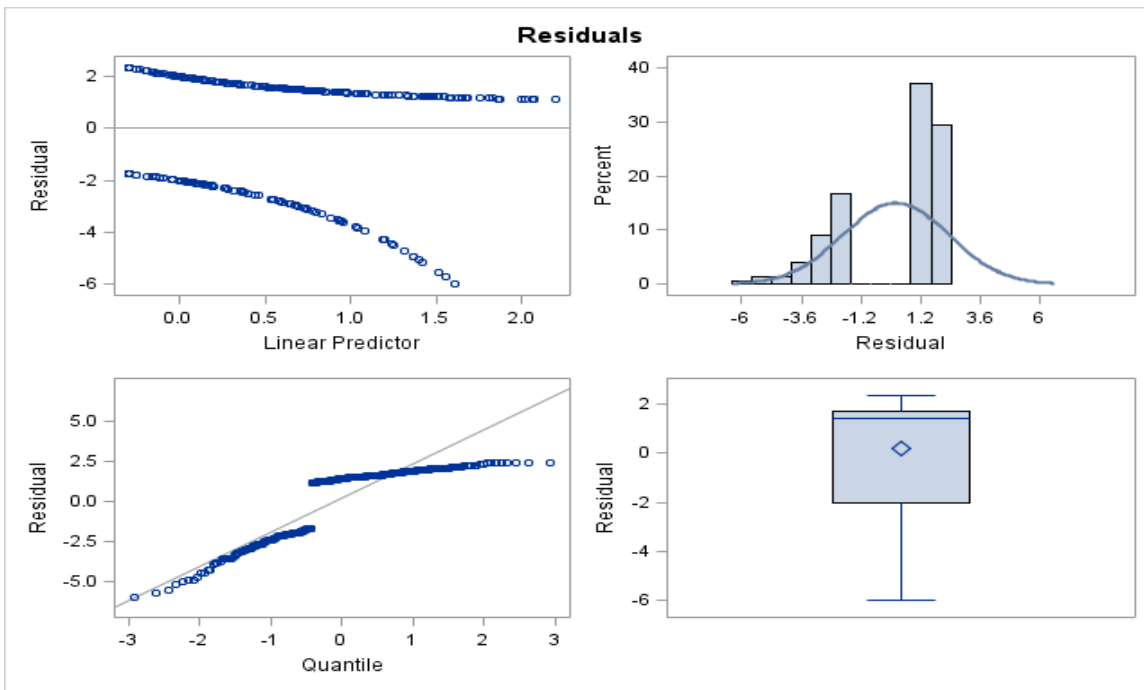 Residuals
Residual
2
0
-2
-4
-6
0.0 0.5 1.0 1.5 2.0
Linear Predictor
Percent
40
30
20
10
0
-6 -3.6 -1.2 1.2 3.6 6
Residual
Residual
5.0
2.5
0.0
-2.5
-5.0
-3 -2 -1 0 1 2 3
Quantile
Residual
2
0
-2
-4
-6